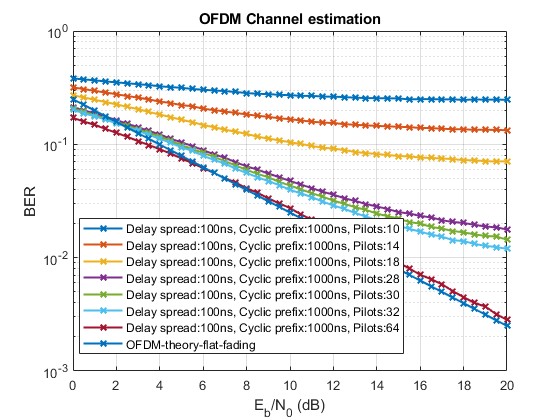 OFDM Channel estimation
10^0
10^-1
10^-2
10^-3
BER
Delay spread:100ns, Cyclic prefix:1000ns, Pilots:10
Delay spread:100ns, Cyclic prefix:1000ns, Pilots:14
Delay spread:100ns, Cyclic prefix:1000ns, Pilots:18
Delay spread:100ns, Cyclic prefix:1000ns, Pilots:28
Delay spread:100ns, Cyclic prefix:1000ns, Pilots:30
Delay spread:100ns, Cyclic prefix:1000ns, Pilots:32
Delay spread:100ns, Cyclic prefix:1000ns, Pilots:64
OFDM-theory-flat-fading
0 2 4 6 8 10 12 14 16 18 20
E_b/N_0 (dB)